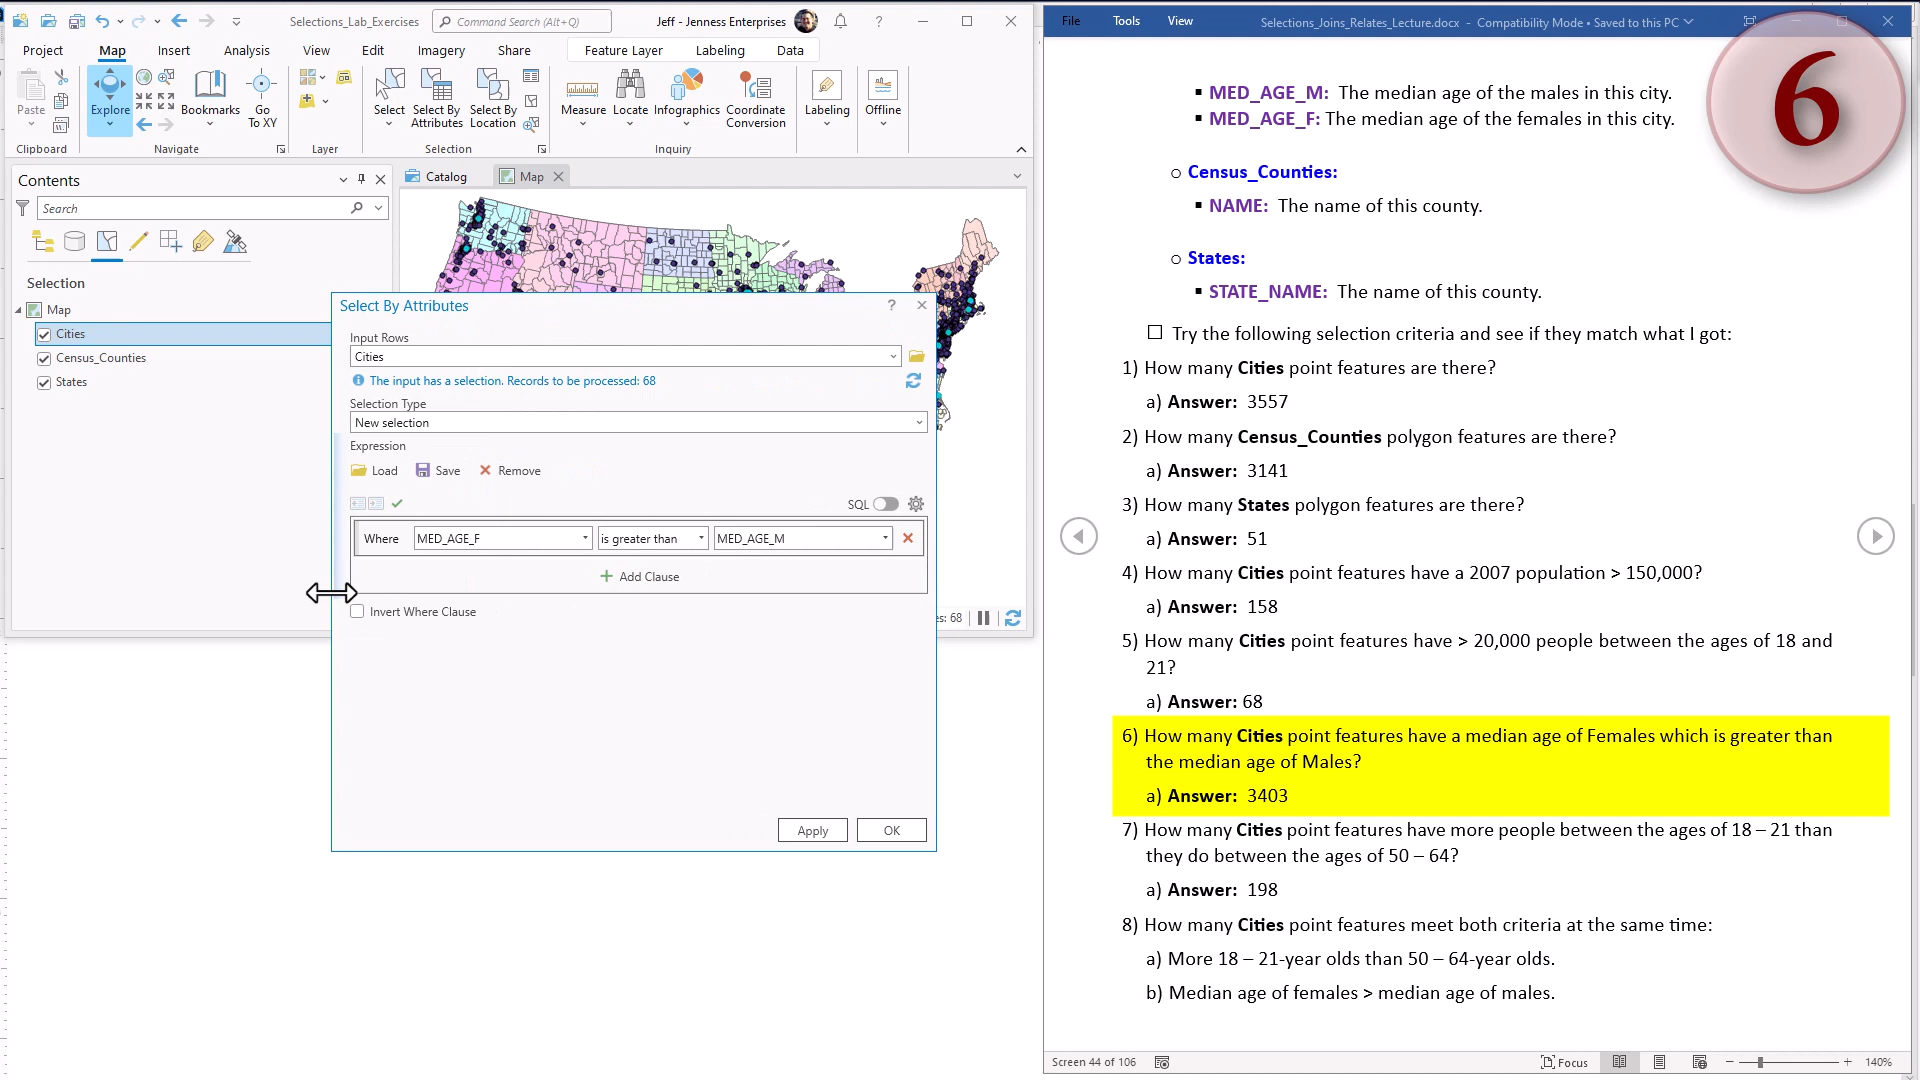 Selections_Lab_Exercises
Command Search (Alt+Q)
Jeff - Jenness Enterprises
?
Project
Map
Insert
Analysis
View
Edit
Imagery
Share
Feature Layer
Labeling
Data
Paste
Explore
Bookmarks
Go To XY
Select
Select By Attributes
Select By Location
Measure
Locate
Infographics
Coordinate Conversion
Labeling
Offline
Clipboard
Navigate
Layer
Selection
Inquiry
Contents
Search
Selection
Map
Cities
Census_Counties
States
Catalog
Map
Select By Attributes
?
Input Rows
Cities
The input has a selection. Records to be processed: 68
Selection Type
New selection
Expression
Load
Save
Remove
SQL
Where
MED_AGE_F
is greater than
MED_AGE_M
Add Clause
Invert Where Clause
Apply
OK
es: 68
File
Tools
View
Selections_Joins_Relates_Lecture.docx - Compatibility Mode • Saved to this PC
6
▪ MED_AGE_M: The median age of the males in this city.
▪ MED_AGE_F: The median age of the females in this city.
o Census_Counties:
▪ NAME: The name of this county.
o States:
▪ STATE_NAME: The name of this county.
☐ Try the following selection criteria and see if they match what I got:
1) How many Cities point features are there?
a) Answer: 3557
2) How many Census_Counties polygon features are there?
a) Answer: 3141
3) How many States polygon features are there?
a) Answer: 51
4) How many Cities point features have a 2007 population > 150,000?
a) Answer: 158
5) How many Cities point features have > 20,000 people between the ages of 18 and
21?
a) Answer: 68
6) How many Cities point features have a median age of Females which is greater than
the median age of Males?
a) Answer: 3403
7) How many Cities point features have more people between the ages of 18 – 21 than
they do between the ages of 50 – 64?
a) Answer: 198
8) How many Cities point features meet both criteria at the same time:
a) More 18 – 21-year olds than 50 – 64-year olds.
b) Median age of females > median age of males.
Screen 44 of 106
Focus
140%